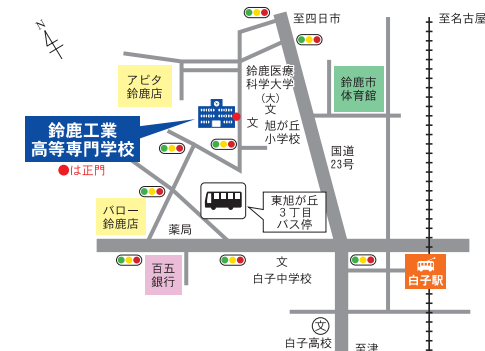 至四日市
至名古屋
N
アピタ
鈴鹿店
鈴鹿医療
科学大学
(大)
文
文
旭が丘
小学校
鈴鹿市
体育館
鈴鹿工業
高等専門学校
●は正門
国道
23号
バロー
鈴鹿店
薬局
東旭が丘
3丁目
バス停
百五
銀行
文
白子中学校
白子駅
文
白子高校
至津